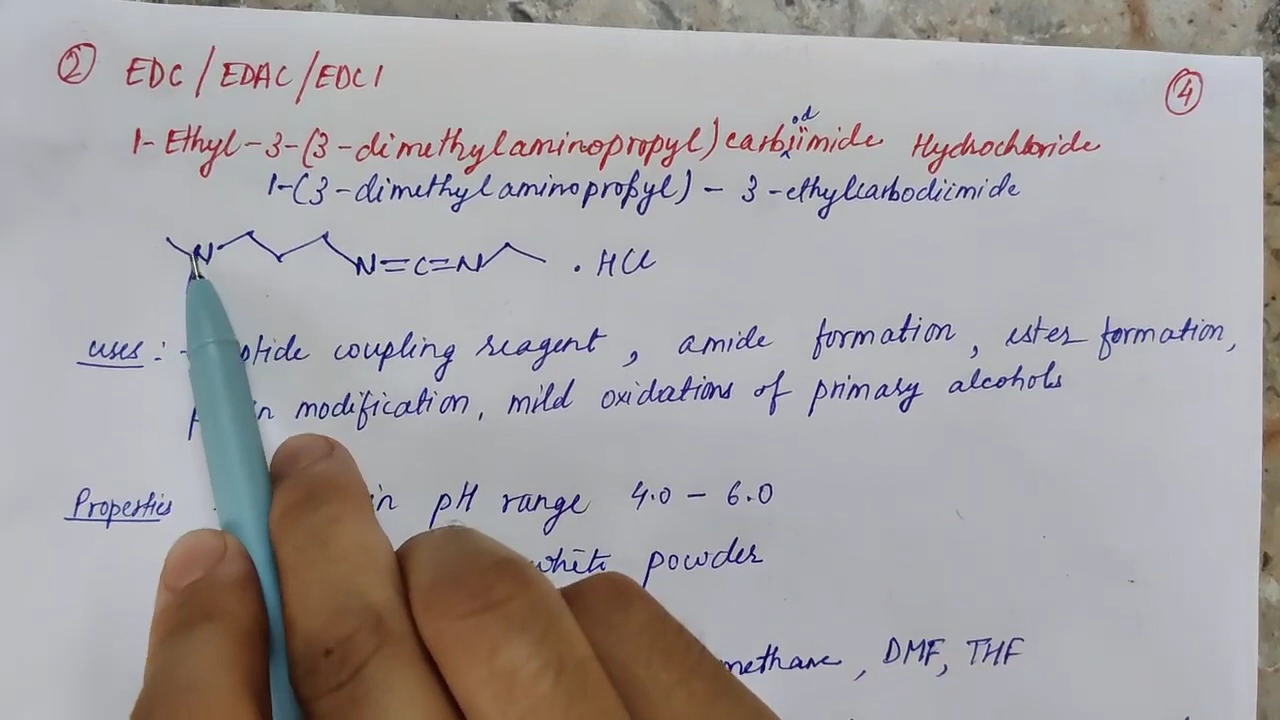 ② EDC / EDAC / EDCI
④
1-Ethyl-3-(3-dimethylaminopropyl)carbodiimide Hydrochloride
1-(3-dimethylaminopropyl) - 3-ethylcarbodiimide
N=C=N . HCl
N
uses : coupling reagent , amide formation , ester formation ,
modification , mild oxidations of primary alcohols
Properties in pH range 4.0 - 6.0
white powder
DMF, THF